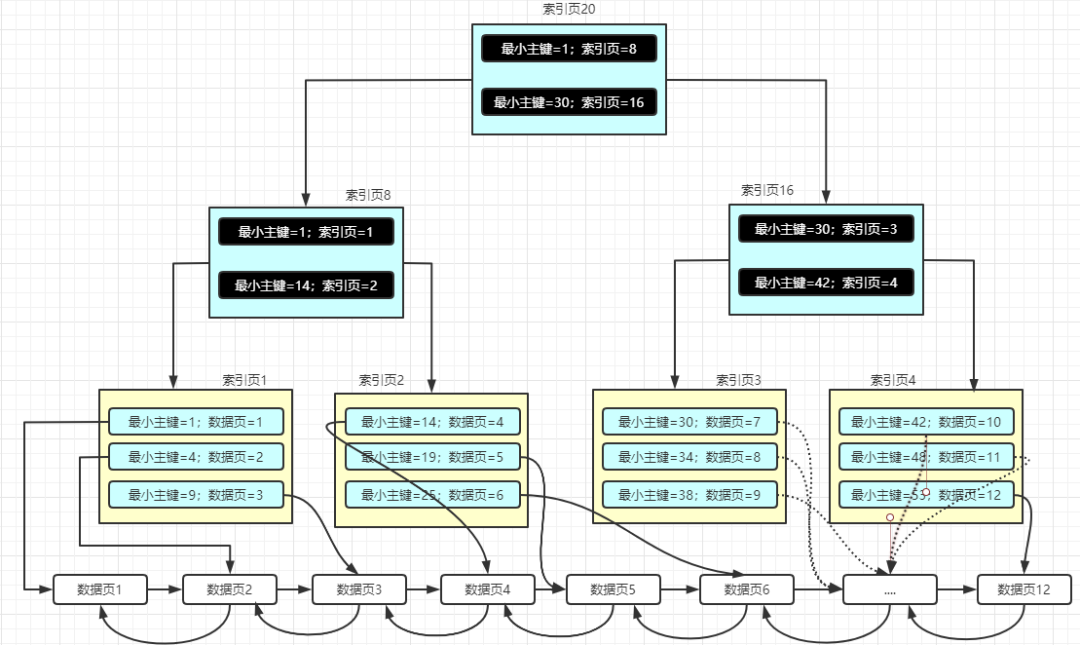 索引页20
最小主键=1；索引页=8
最小主键=30；索引页=16
索引页8
索引页16
最小主键=1；索引页=1
最小主键=14；索引页=2
最小主键=30；索引页=3
最小主键=42；索引页=4
索引页1
索引页2
索引页3
索引页4
最小主键=1；数据页=1
最小主键=4；数据页=2
最小主键=9；数据页=3
最小主键=14；数据页=4
最小主键=19；数据页=5
最小主键=25；数据页=6
最小主键=30；数据页=7
最小主键=34；数据页=8
最小主键=38；数据页=9
最小主键=42；数据页=10
最小主键=48；数据页=11
最小主键=53；数据页=12
数据页1
数据页2
数据页3
数据页4
数据页5
数据页6
....
数据页12